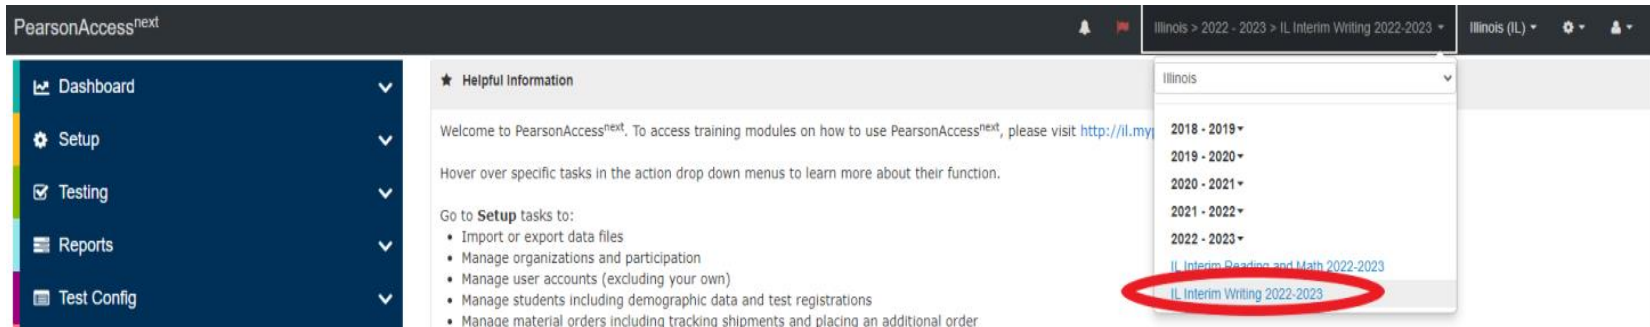 PearsonAccessnext
Illinois > 2022 - 2023 > IL Interim Writing 2022-2023
Illinois (IL)
Dashboard
Setup
Testing
Reports
Test Config
Helpful Information
Welcome to PearsonAccessnext. To access training modules on how to use PearsonAccessnext, please visit http://il.my
Hover over specific tasks in the action drop down menus to learn more about their function.
Go to Setup tasks to:
• Import or export data files
• Manage organizations and participation
• Manage user accounts (excluding your own)
• Manage students including demographic data and test registrations
• Manage material orders including tracking shipments and placing an additional order
Illinois
2018 - 2019
2019 - 2020
2020 - 2021
2021 - 2022
2022 - 2023
IL Interim Reading and Math 2022-2023
IL Interim Writing 2022-2023